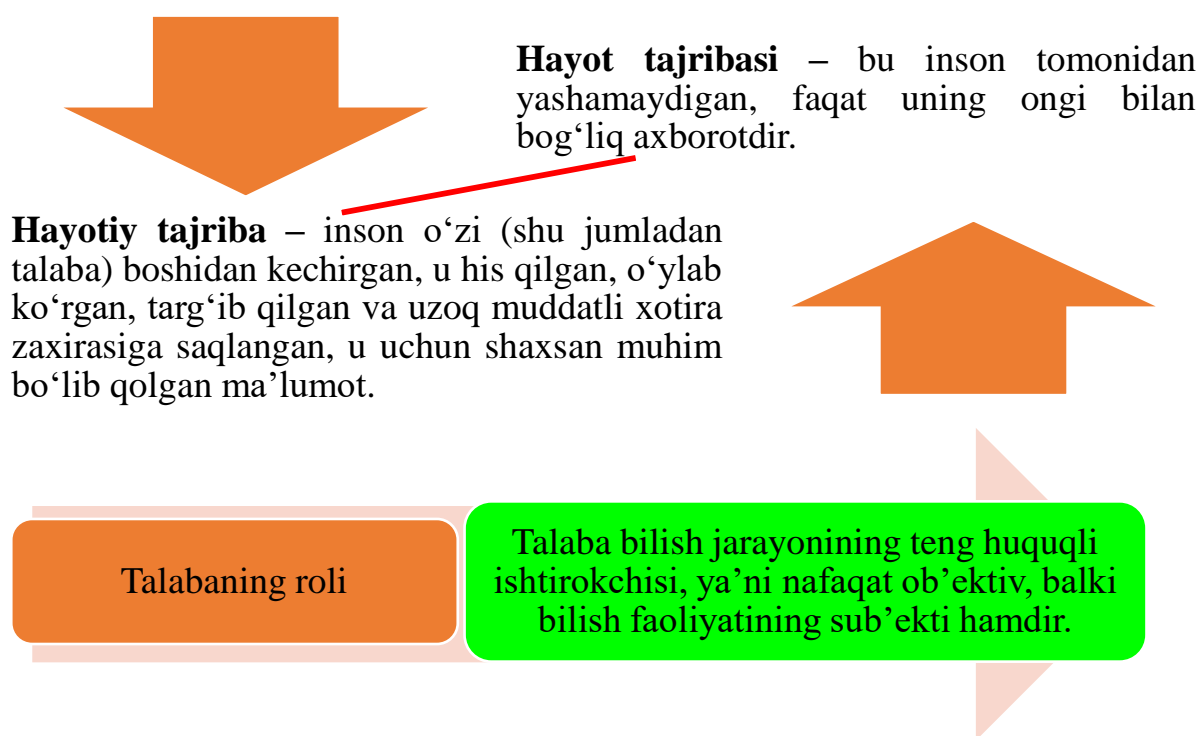 Hayot tajribasi – bu inson tomonidan
yashamaydigan, faqat uning ongi bilan
bog‘liq axborotdir.
Hayotiy tajriba – inson o‘zi (shu jumladan
talaba) boshidan kechirgan, u his qilgan, o‘ylab
ko‘rgan, targ‘ib qilgan va uzoq muddatli xotira
zaxirasiga saqlangan, u uchun shaxsan muhim
bo‘lib qolgan ma’lumot.
Talabaning roli
Talaba bilish jarayonining teng huquqli
ishtirokchisi, ya’ni nafaqat ob’ektiv, balki
bilish faoliyatining sub’ekti hamdir.